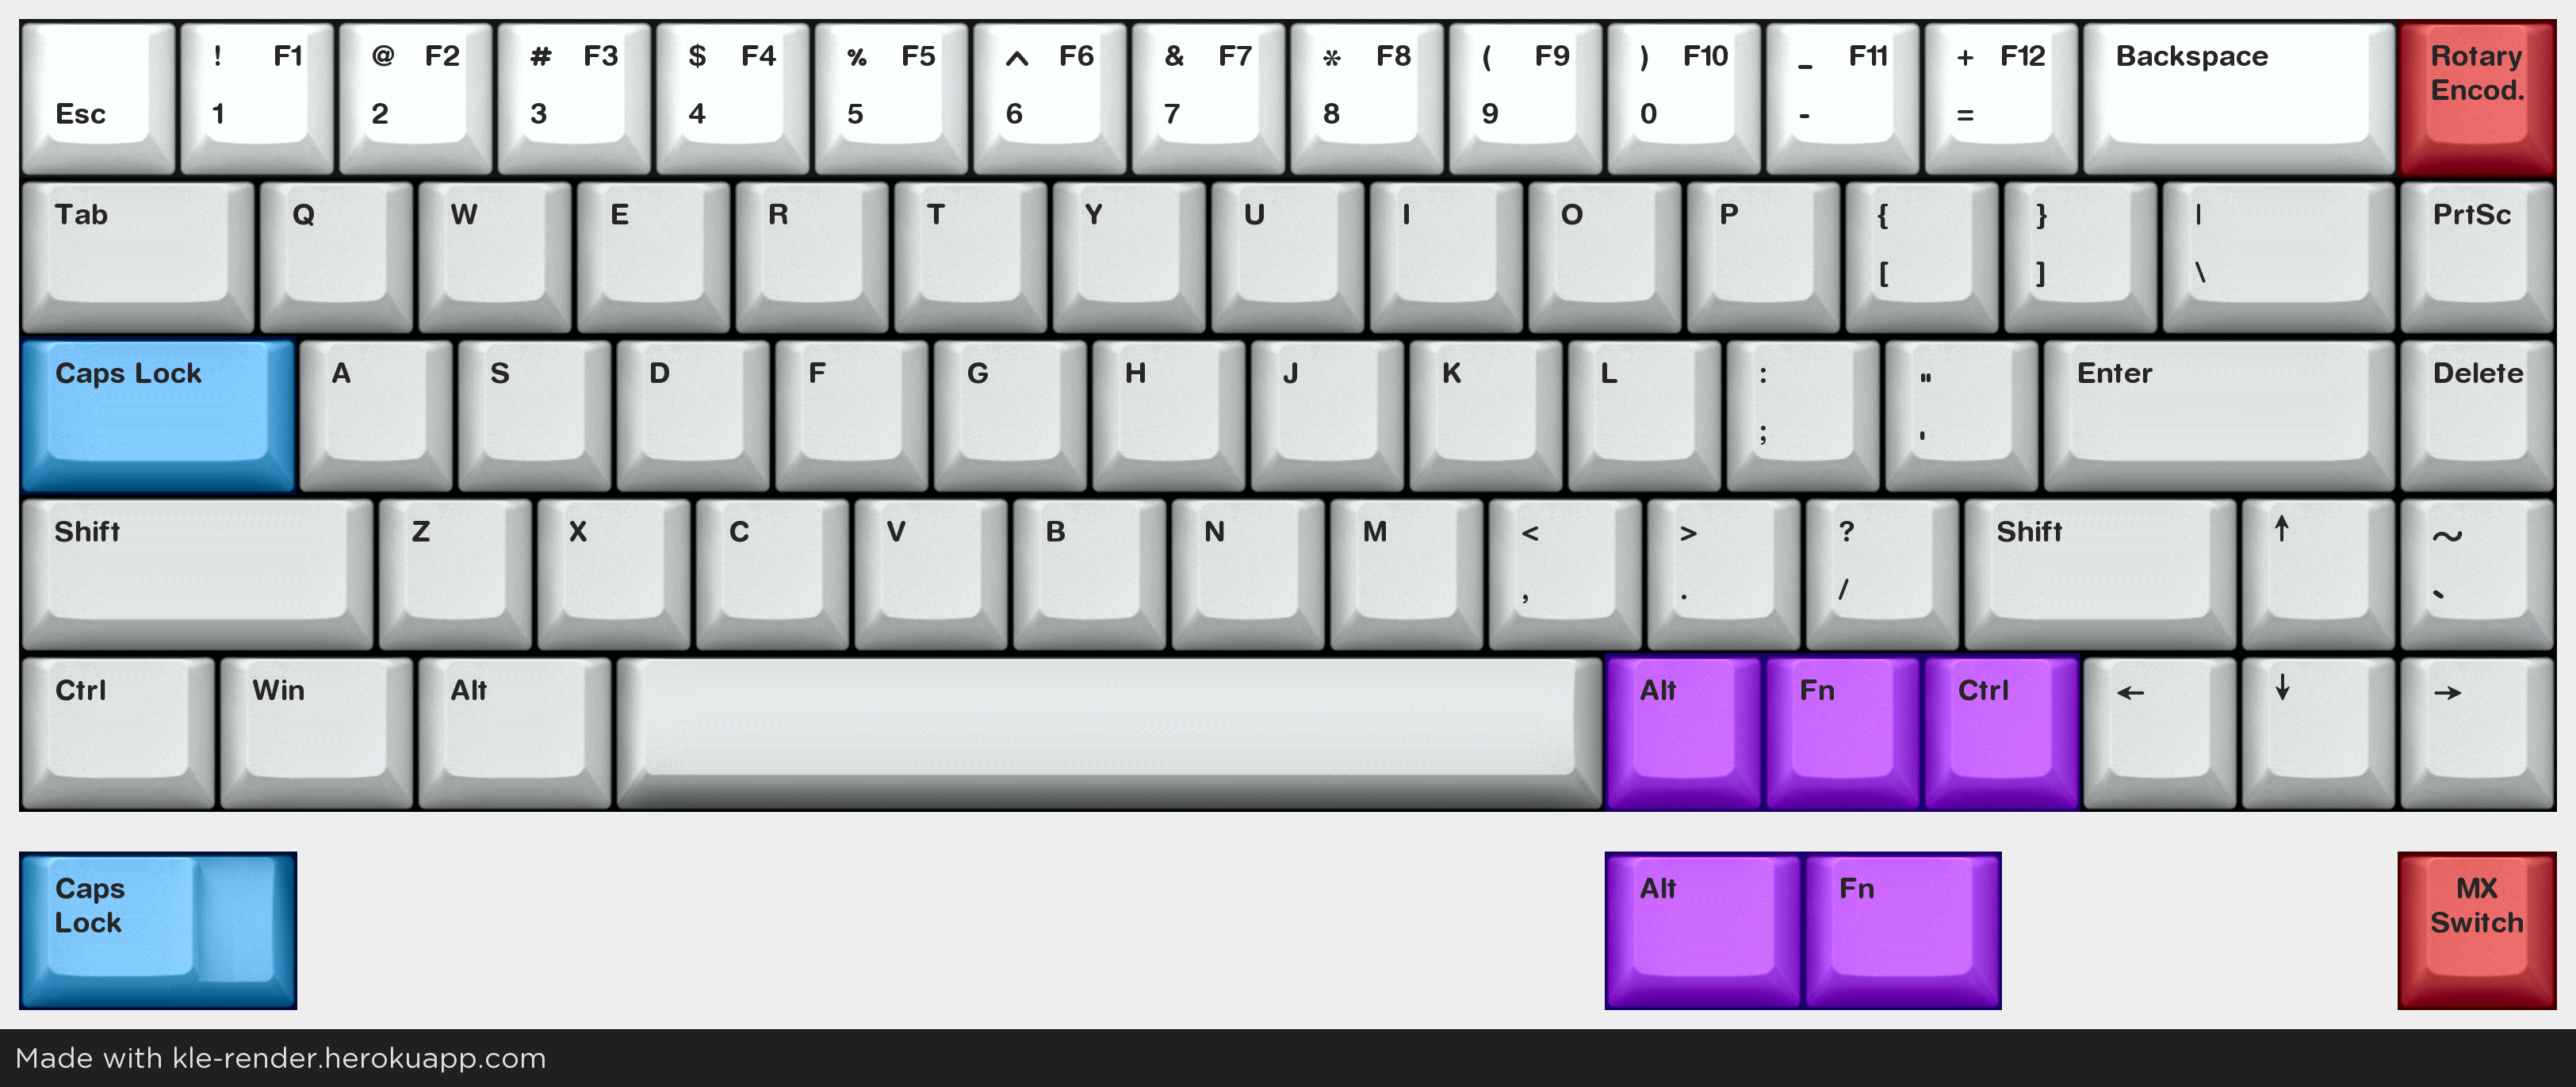 ! F1 @ F2 # F3 $ F4 % F5 ^ F6 & F7 * F8 ( F9 ) F10 _ F11 + F12 Backspace Rotary
Encod.
Esc 1 2 3 4 5 6 7 8 9 0 - =
Tab Q W E R T Y U I O P { } | PrtSc
[ ] \
Caps Lock A S D F G H J K L : " Enter Delete
; '
Shift Z X C V B N M < > ? Shift ↑ ~
, . / `
Ctrl Win Alt Alt Fn Ctrl ← ↓ →
Caps Alt Fn MX
Lock Switch
Made with kle-render.herokuapp.com